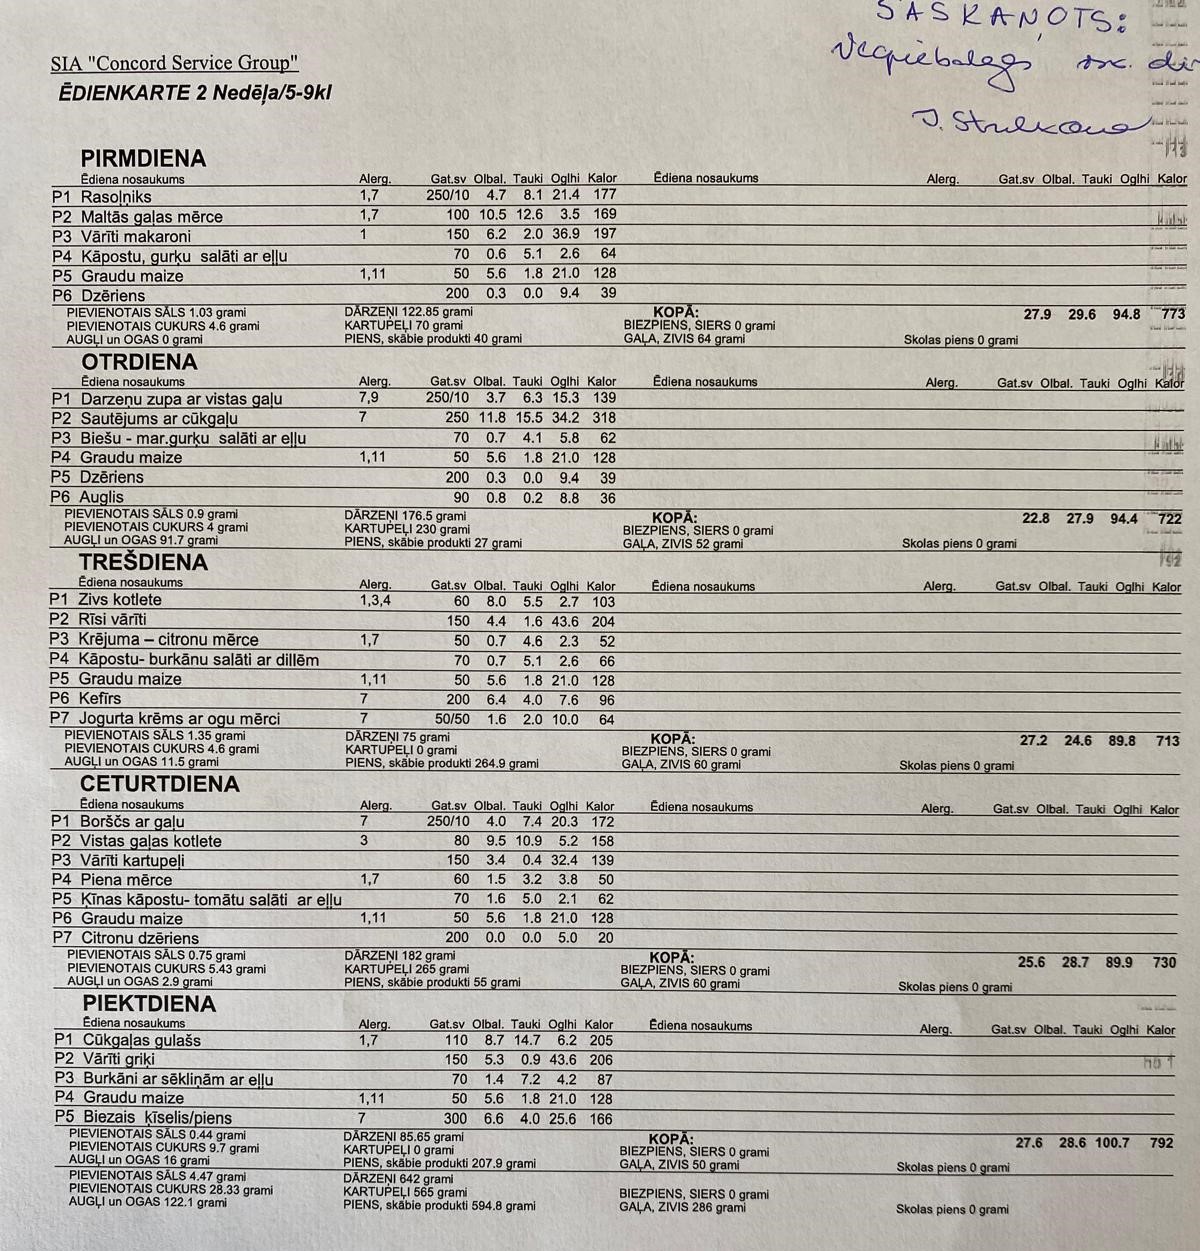 SASKAŅOTS:
SIA "Concord Service Group"
ĒDIENKARTE 2 Nedēļa/5-9kl
PIRMDIENA
Ēdiena nosaukums Alerg. Gat.sv Olbal. Tauki Oglhi Kalor Ēdiena nosaukums Alerg. Gat.sv Olbal. Tauki Oglhi Kalor
P1 Rasoļņiks 1,7 250/10 4.7 8.1 21.4 177
P2 Maltās gaļas mērce 1,7 100 10.5 12.6 3.5 169
P3 Vārīti makaroni 1 150 6.2 2.0 36.9 197
P4 Kāpostu, gurķu salāti ar eļļu 70 0.6 5.1 2.6 64
P5 Graudu maize 1,11 50 5.6 1.8 21.0 128
P6 Dzēriens 200 0.3 0.0 9.4 39
PIEVIENOTAIS SĀLS 1.03 grami DĀRZEŅI 122.85 grami KOPĀ: 27.9 29.6 94.8 773
PIEVIENOTAIS CUKURS 4.6 grami KARTUPEĻI 70 grami BIEZPIENS, SIERS 0 grami
AUGĻI un OGAS 0 grami PIENS, skābie produkti 40 grami GAĻA, ZIVIS 64 grami Skolas piens 0 grami
OTRDIENA
Ēdiena nosaukums Alerg. Gat.sv Olbal. Tauki Oglhi Kalor Ēdiena nosaukums Alerg. Gat.sv Olbal. Tauki Oglhi Kalor
P1 Darzeņu zupa ar vistas gaļu 7,9 250/10 3.7 6.3 15.3 139
P2 Sautējums ar cūkgaļu 7 250 11.8 15.5 34.2 318
P3 Biešu - mar.gurķu salāti ar eļļu 70 0.7 4.1 5.8 62
P4 Graudu maize 1,11 50 5.6 1.8 21.0 128
P5 Dzēriens 200 0.3 0.0 9.4 39
P6 Auglis 90 0.8 0.2 8.8 36
PIEVIENOTAIS SĀLS 0.9 grami DĀRZEŅI 176.5 grami KOPĀ: 22.8 27.9 94.4 722
PIEVIENOTAIS CUKURS 4 grami KARTUPEĻI 230 grami BIEZPIENS, SIERS 0 grami
AUGĻI un OGAS 91.7 grami PIENS, skābie produkti 27 grami GAĻA, ZIVIS 52 grami Skolas piens 0 grami
TREŠDIENA
Ēdiena nosaukums Alerg. Gat.sv Olbal. Tauki Oglhi Kalor Ēdiena nosaukums Alerg. Gat.sv Olbal. Tauki Oglhi Kalor
P1 Zivs kotlete 1,3,4 60 8.0 5.5 2.7 103
P2 Rīsi vārīti 150 4.4 1.6 43.6 204
P3 Krējuma – citronu mērce 1,7 50 0.7 4.6 2.3 52
P4 Kāpostu- burkānu salāti ar dillēm 70 0.7 5.1 2.6 66
P5 Graudu maize 1,11 50 5.6 1.8 21.0 128
P6 Kefīrs 7 200 6.4 4.0 7.6 96
P7 Jogurta krēms ar ogu mērci 7 50/50 1.6 2.0 10.0 64
PIEVIENOTAIS SĀLS 1.35 grami DĀRZEŅI 75 grami KOPĀ: 27.2 24.6 89.8 713
PIEVIENOTAIS CUKURS 4.6 grami KARTUPEĻI 0 grami BIEZPIENS, SIERS 0 grami
AUGĻI un OGAS 11.5 grami PIENS, skābie produkti 264.9 grami GAĻA, ZIVIS 60 grami Skolas piens 0 grami
CETURTDIENA
Ēdiena nosaukums Alerg. Gat.sv Olbal. Tauki Oglhi Kalor Ēdiena nosaukums Alerg. Gat.sv Olbal. Tauki Oglhi Kalor
P1 Borščs ar gaļu 7 250/10 4.0 7.4 20.3 172
P2 Vistas gaļas kotlete 3 80 9.5 10.9 5.2 158
P3 Vārīti kartupeļi 150 3.4 0.4 32.4 139
P4 Piena mērce 1,7 60 1.5 3.2 3.8 50
P5 Ķīnas kāpostu- tomātu salāti ar eļļu 70 1.6 5.0 2.1 62
P6 Graudu maize 1,11 50 5.6 1.8 21.0 128
P7 Citronu dzēriens 200 0.0 0.0 5.0 20
PIEVIENOTAIS SĀLS 0.75 grami DĀRZEŅI 182 grami KOPĀ: 25.6 28.7 89.9 730
PIEVIENOTAIS CUKURS 5.43 grami KARTUPEĻI 265 grami BIEZPIENS, SIERS 0 grami
AUGĻI un OGAS 2.9 grami PIENS, skābie produkti 55 grami GAĻA, ZIVIS 60 grami Skolas piens 0 grami
PIEKTDIENA
Ēdiena nosaukums Alerg. Gat.sv Olbal. Tauki Oglhi Kalor Ēdiena nosaukums Alerg. Gat.sv Olbal. Tauki Oglhi Kalor
P1 Cūkgaļas gulašs 1,7 110 8.7 14.7 6.2 205
P2 Vārīti griķi 150 5.3 0.9 43.6 206
P3 Burkāni ar sēkliņām ar eļļu 70 1.4 7.2 4.2 87
P4 Graudu maize 1,11 50 5.6 1.8 21.0 128
P5 Biezais ķīselis/piens 7 300 6.6 4.0 25.6 166
PIEVIENOTAIS SĀLS 0.44 grami DĀRZEŅI 85.65 grami KOPĀ: 27.6 28.6 100.7 792
PIEVIENOTAIS CUKURS 9.7 grami KARTUPEĻI 0 grami BIEZPIENS, SIERS 0 grami
AUGĻI un OGAS 16 grami PIENS, skābie produkti 207.9 grami GAĻA, ZIVIS 50 grami Skolas piens 0 grami
PIEVIENOTAIS SĀLS 4.47 grami DĀRZEŅI 642 grami
PIEVIENOTAIS CUKURS 28.33 grami KARTUPEĻI 565 grami BIEZPIENS, SIERS 0 grami
AUGĻI un OGAS 122.1 grami PIENS, skābie produkti 594.8 grami GAĻA, ZIVIS 286 grami Skolas piens 0 grami